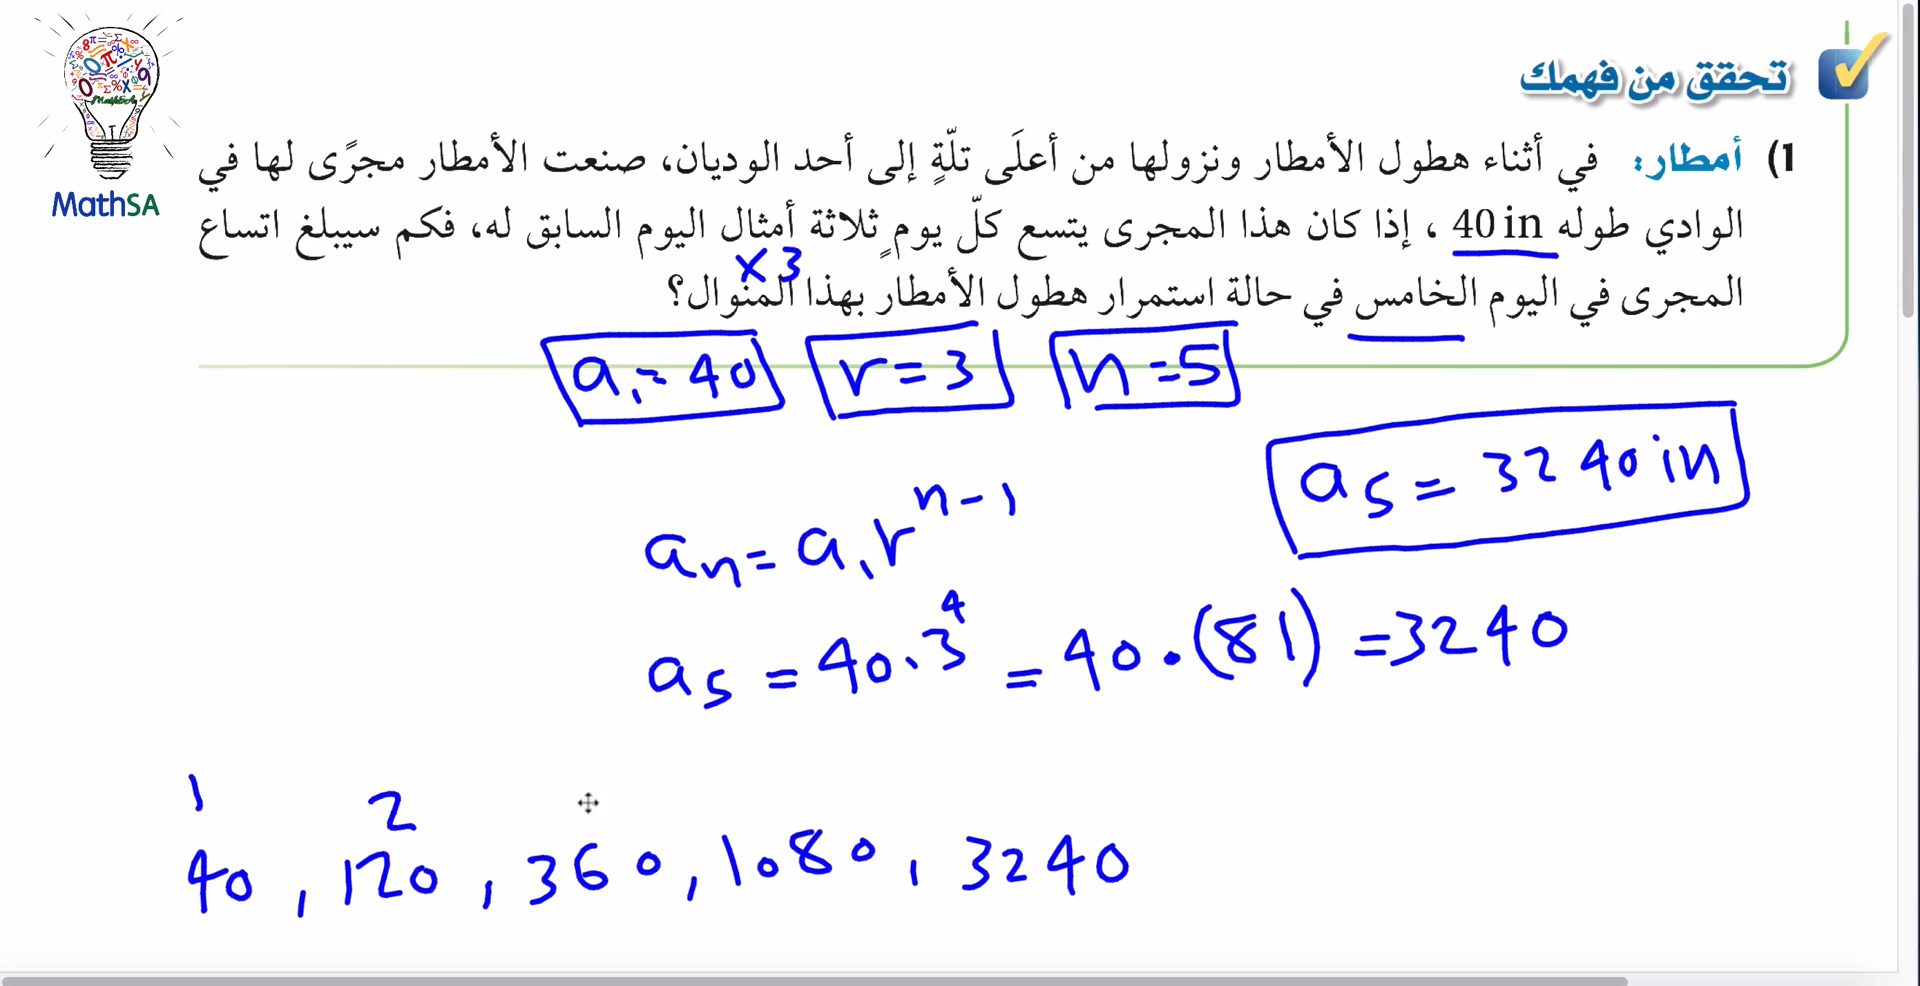 MathSA
تحقق من فهمك
1) أمطار: في أثناء هطول الأمطار ونزولها من أعلَى تلّةٍ إلى أحد الوديان، صنعت الأمطار مجرًى لها في
الوادي طوله 40 in ، إذا كان هذا المجرى يتسع كلّ يومٍ ثلاثة أمثال اليوم السابق له، فكم سيبلغ اتساع
× 3
المجرى في اليوم الخامس في حالة استمرار هطول الأمطار بهذا المنوال؟
a₁ = 40 r = 3 n = 5
a₅ = 3240 in
aₙ = a₁ rⁿ⁻¹
a₅ = 40 . 3⁴ = 40 . (81) = 3240
1 2
40 , 120 , 360 , 1080 , 3240